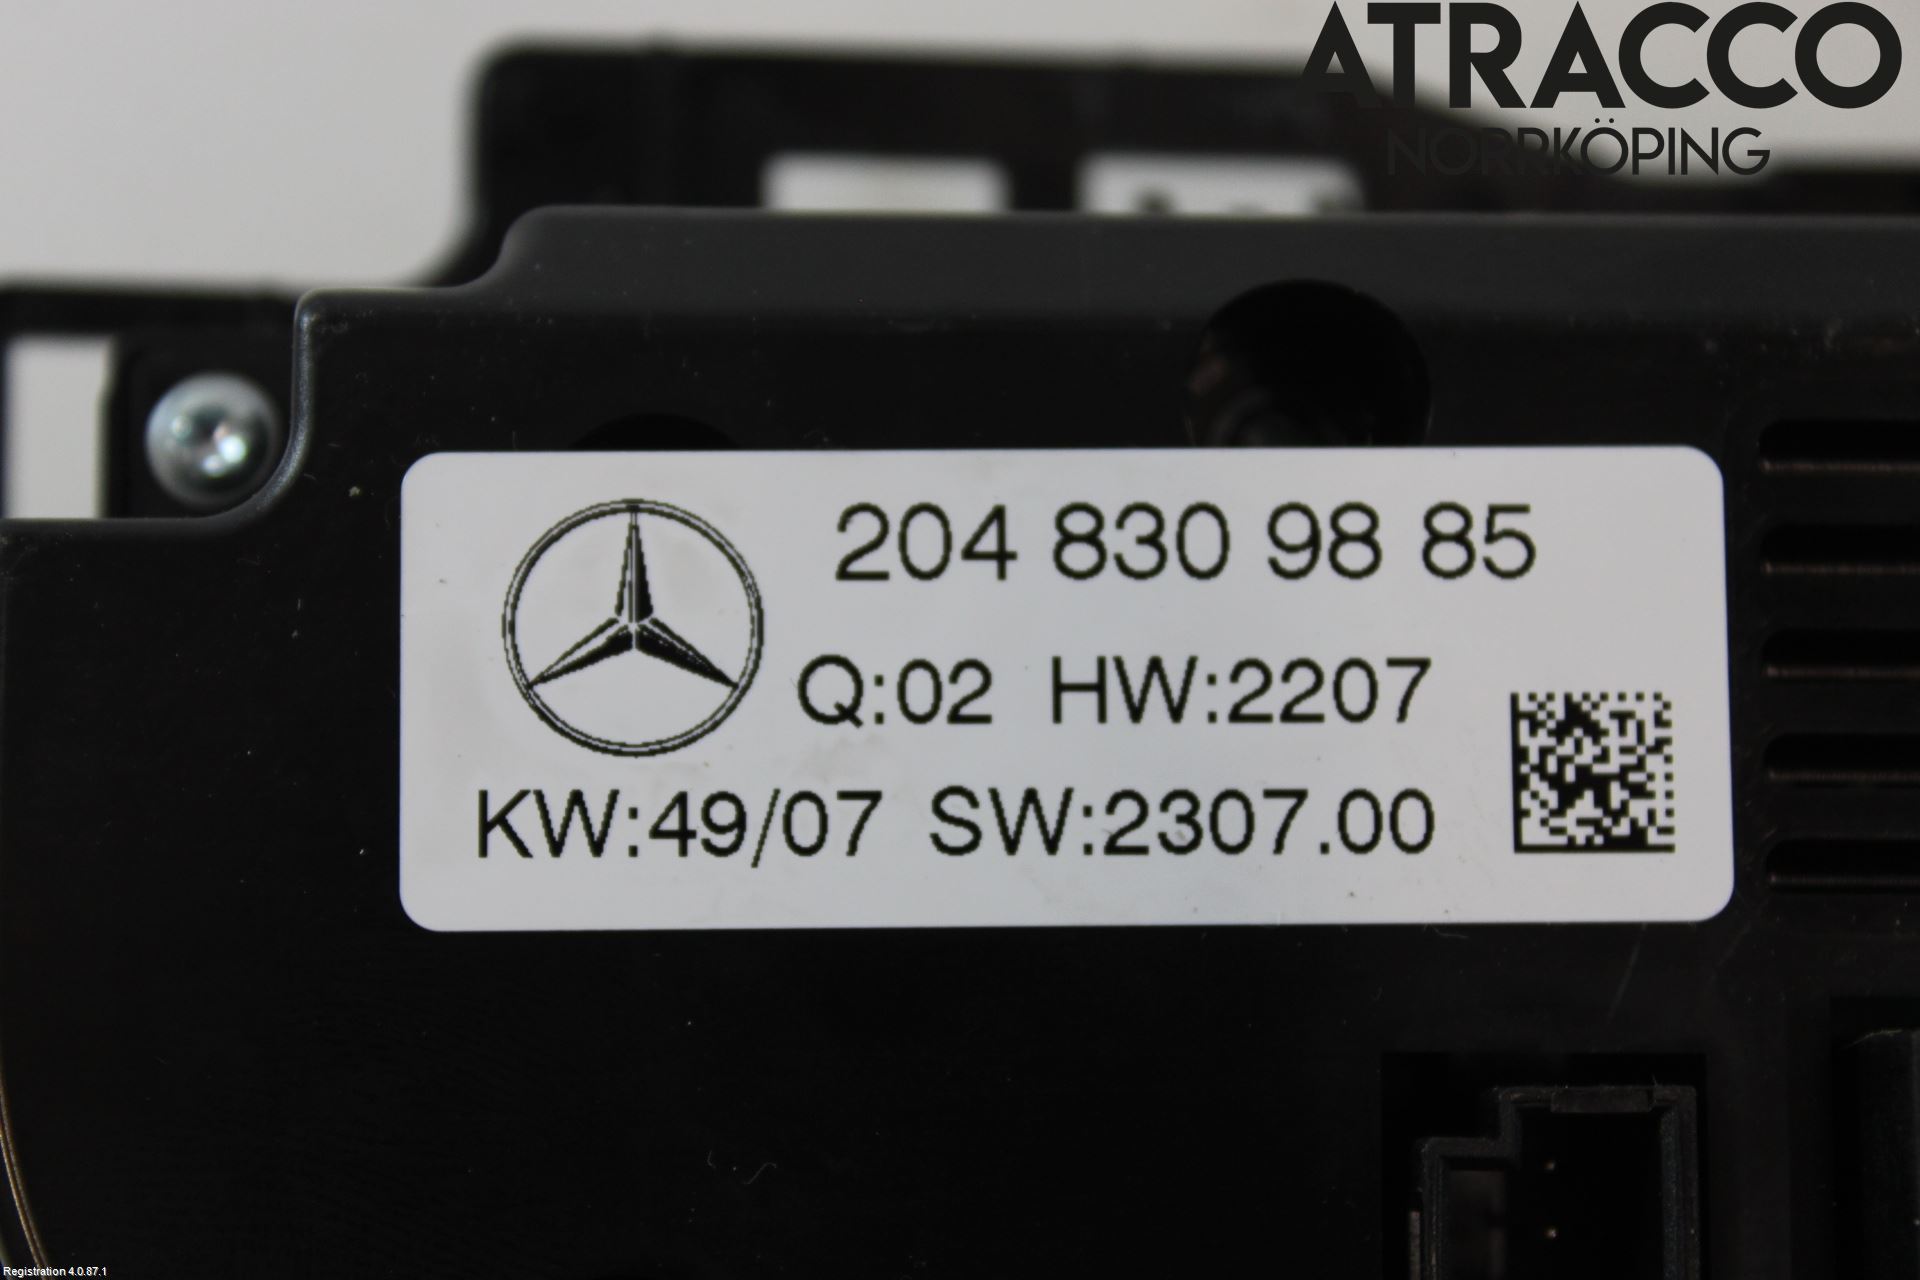 ATRACCO
NORRKÖPING
204 830 98 85
Q:02 HW:2207
KW:49/07 SW:2307.00
Registration 4.0.87.1